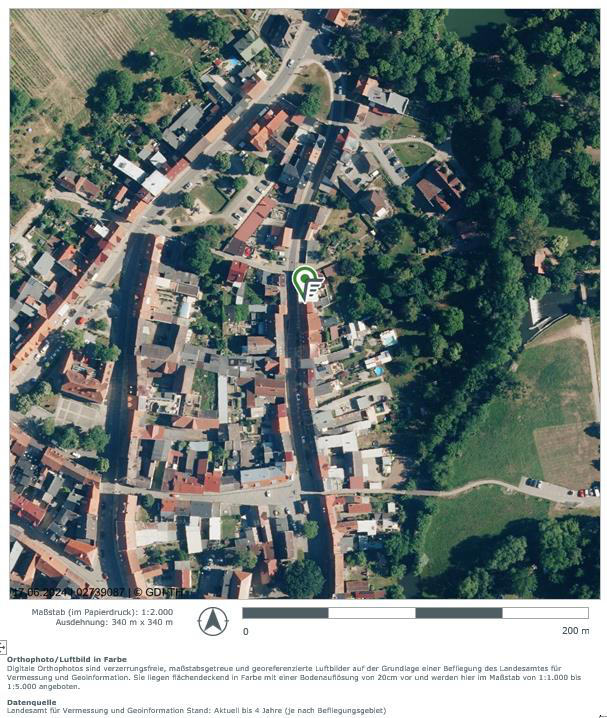 17.06.2024 | 02739087 | © GDI-TH
Maßstab (im Papierdruck): 1:2.000
Ausdehnung: 340 m x 340 m
0
200 m
Orthophoto/Luftbild in Farbe
Digitale Orthophotos sind verzerrungsfreie, maßstabsgetreue und georeferenzierte Luftbilder auf der Grundlage einer Befliegung des Landesamtes für
Vermessung und Geoinformation. Sie liegen flächendeckend in Farbe mit einer Bodenauflösung von 20cm vor und werden hier im Maßstab von 1:1.000 bis
1:5.000 angeboten.
Datenquelle
Landesamt für Vermessung und Geoinformation Stand: Aktuell bis 4 Jahre (je nach Befliegungsgebiet)